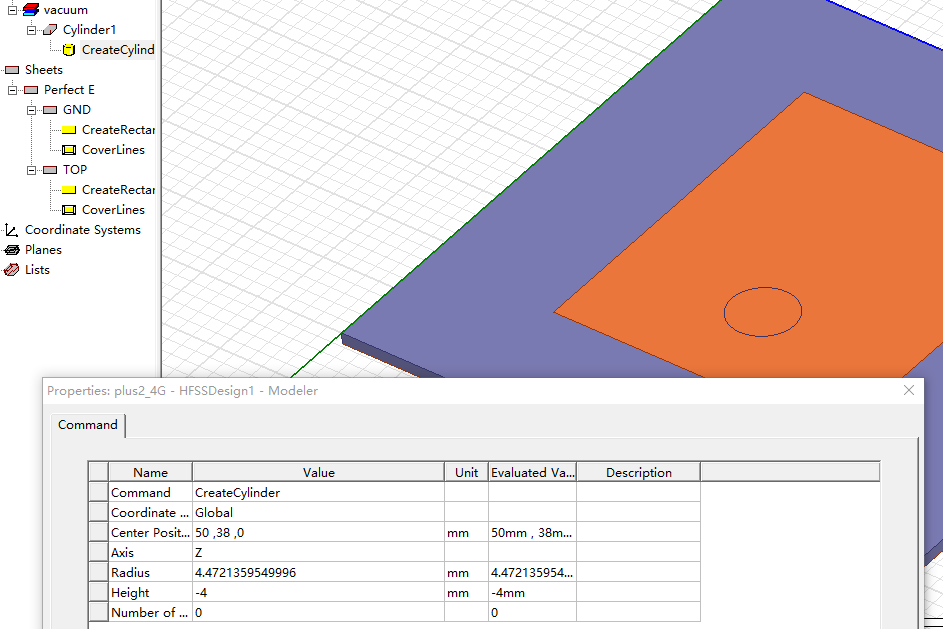 vacuum
Cylinder1
CreateCylind
Sheets
Perfect E
GND
CreateRectar
CoverLines
TOP
CreateRectar
CoverLines
Coordinate Systems
Planes
Lists
Properties: plus2_4G - HFSSDesign1 - Modeler
Command
Name Value Unit Evaluated Va... Description
Command CreateCylinder
Coordinate ... Global
Center Posit... 50 ,38 ,0 mm 50mm , 38m...
Axis Z
Radius 4.4721359549996 mm 4.472135954...
Height -4 mm -4mm
Number of ... 0 0